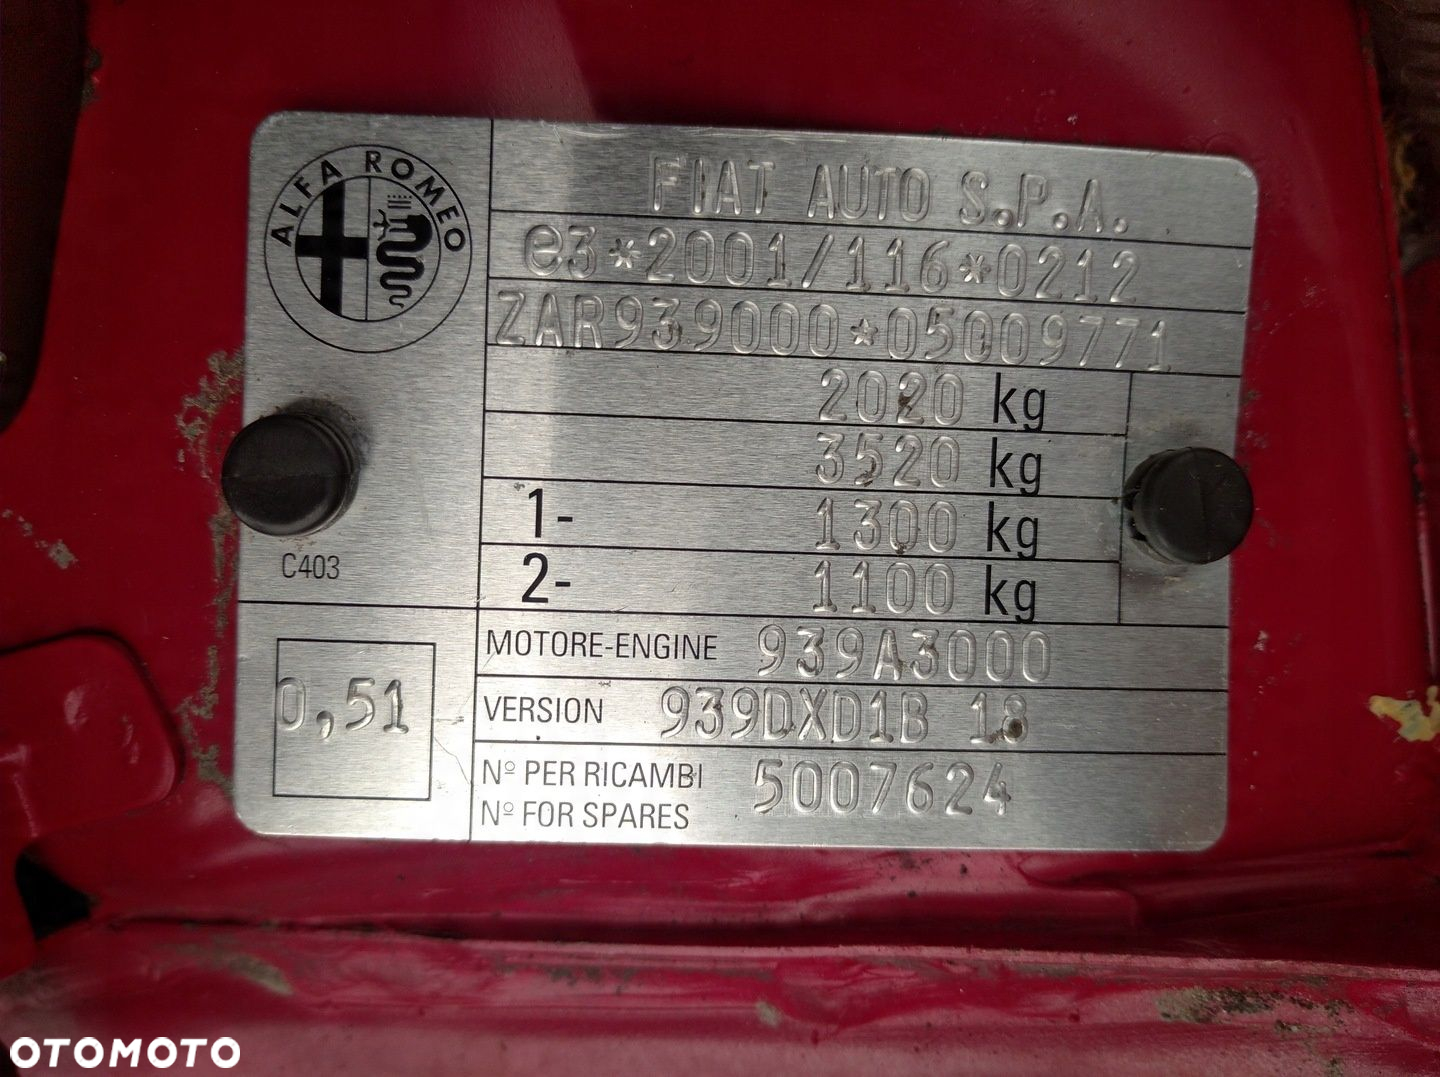 ALFA ROMEO
FIAT AUTO S.P.A.
e3*2001/116*0212
ZAR939000*05009771
2020 kg
3520 kg
1- 1300 kg
2- 1100 kg
C403
MOTORE-ENGINE 939A3000
0,51
VERSION 939DXD1B 18
Nº PER RICAMBI
Nº FOR SPARES 5007624
OTOMOTO